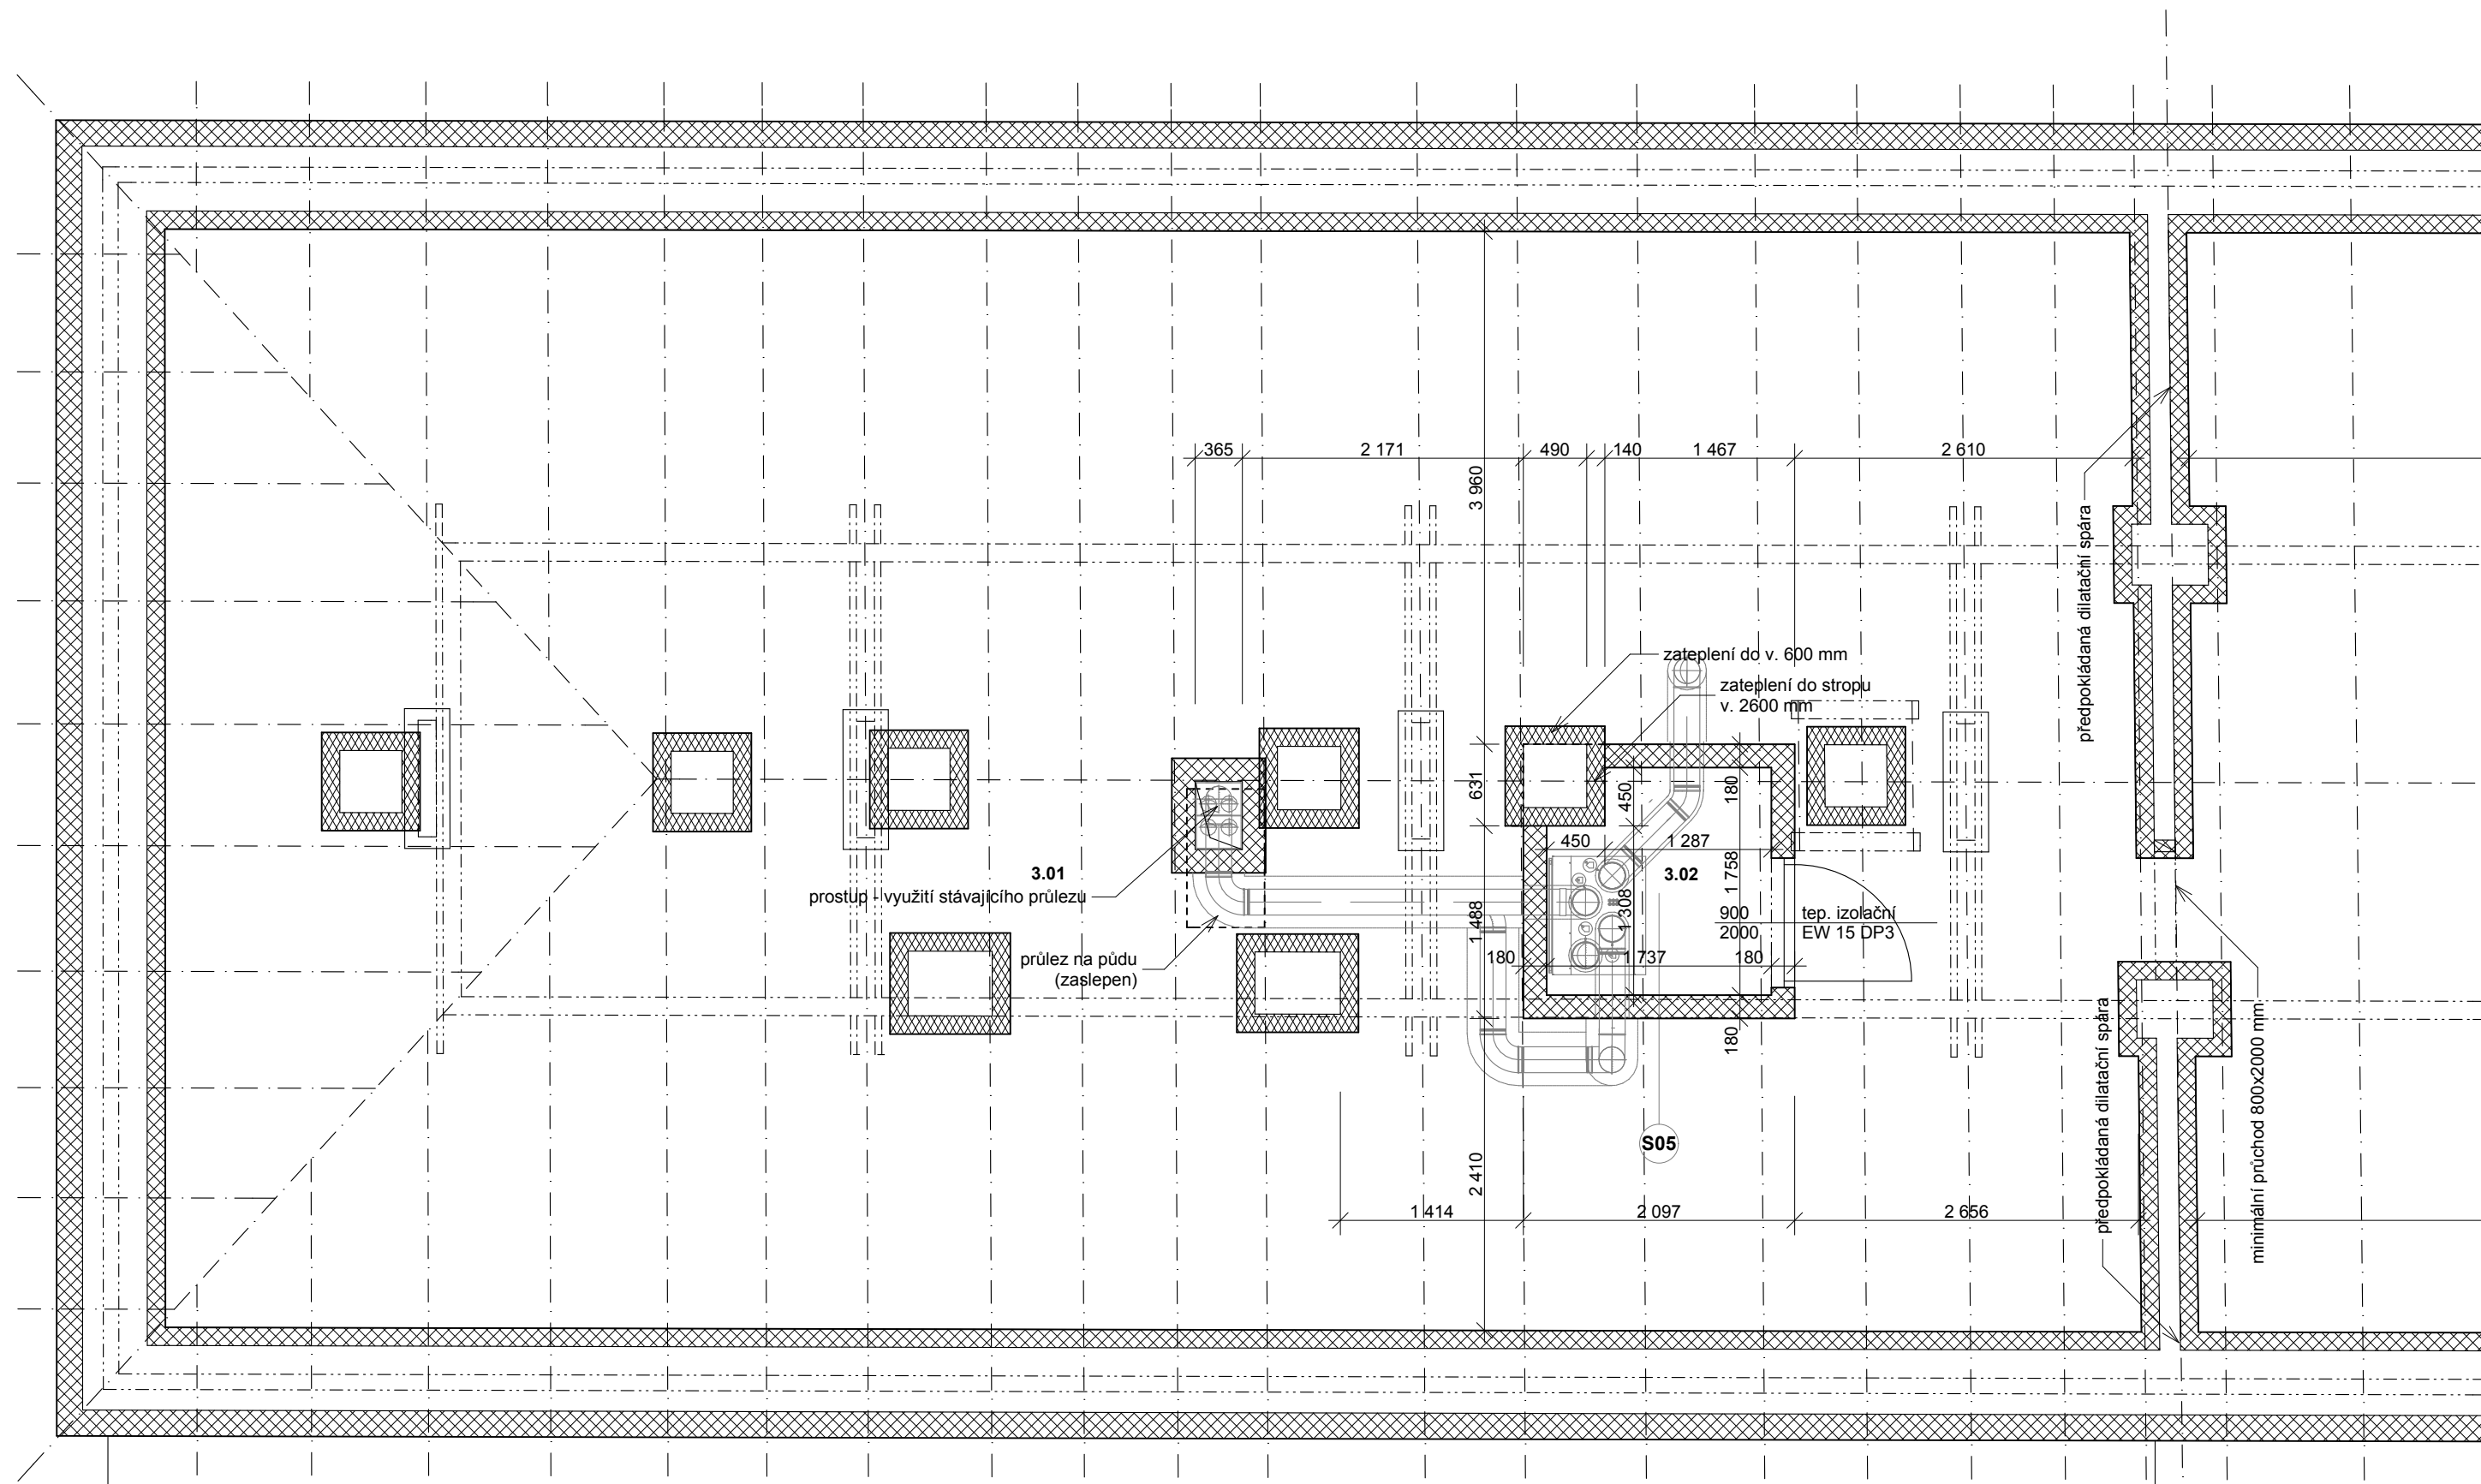 365
2 171
490
140
1 467
2 610
3 960
předpokládaná dilatační spára
zateplení do v. 600 mm
zateplení do stropu
v. 2600 mm
631
450
180
450
1 287
3.01
prostup - využití stávajícího průlezu
1 758
3.02
1 308
1 488
900
2000
tep. izolační
EW 15 DP3
průlez na půdu
(zaslepen)
180
1 737
180
180
předpokládaná dilatační spára
minimální průchod 800x2000 mm
S05
2 410
1 414
2 097
2 656